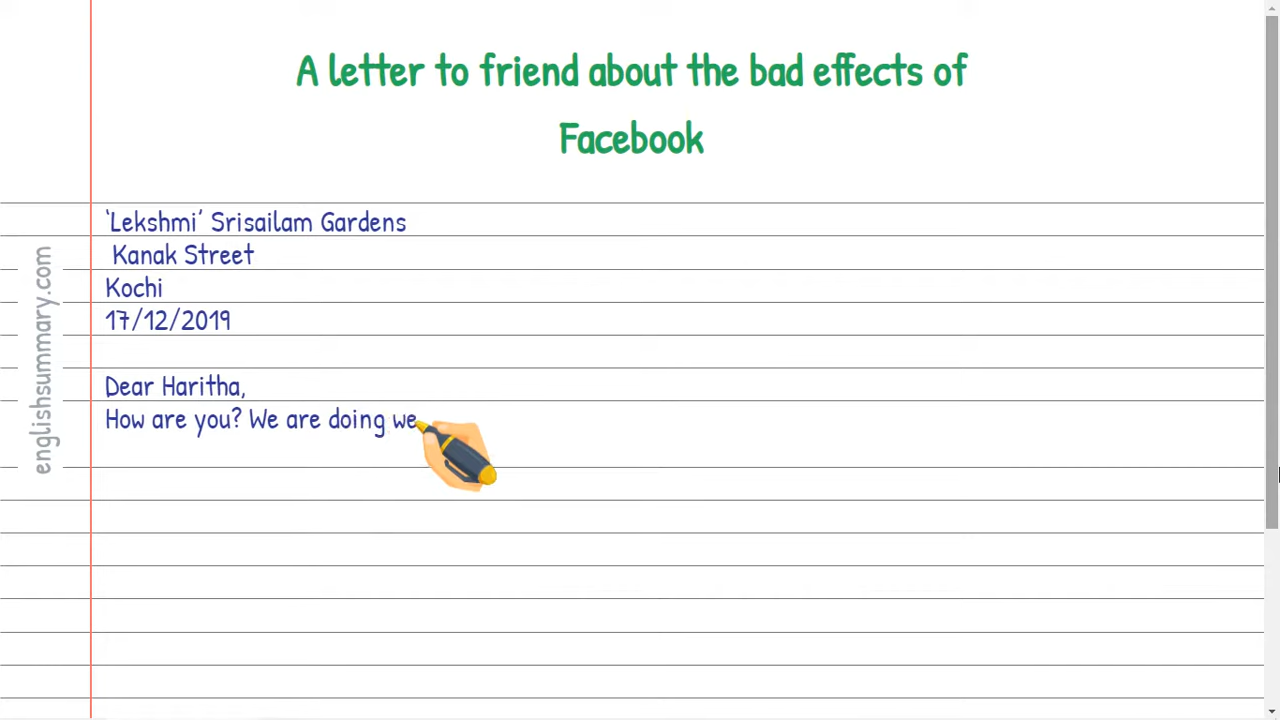 A letter to friend about the bad effects of
Facebook
‘Lekshmi’ Srisailam Gardens
Kanak Street
Kochi
17/12/2019
Dear Haritha,
How are you? We are doing we
englishsummary.com